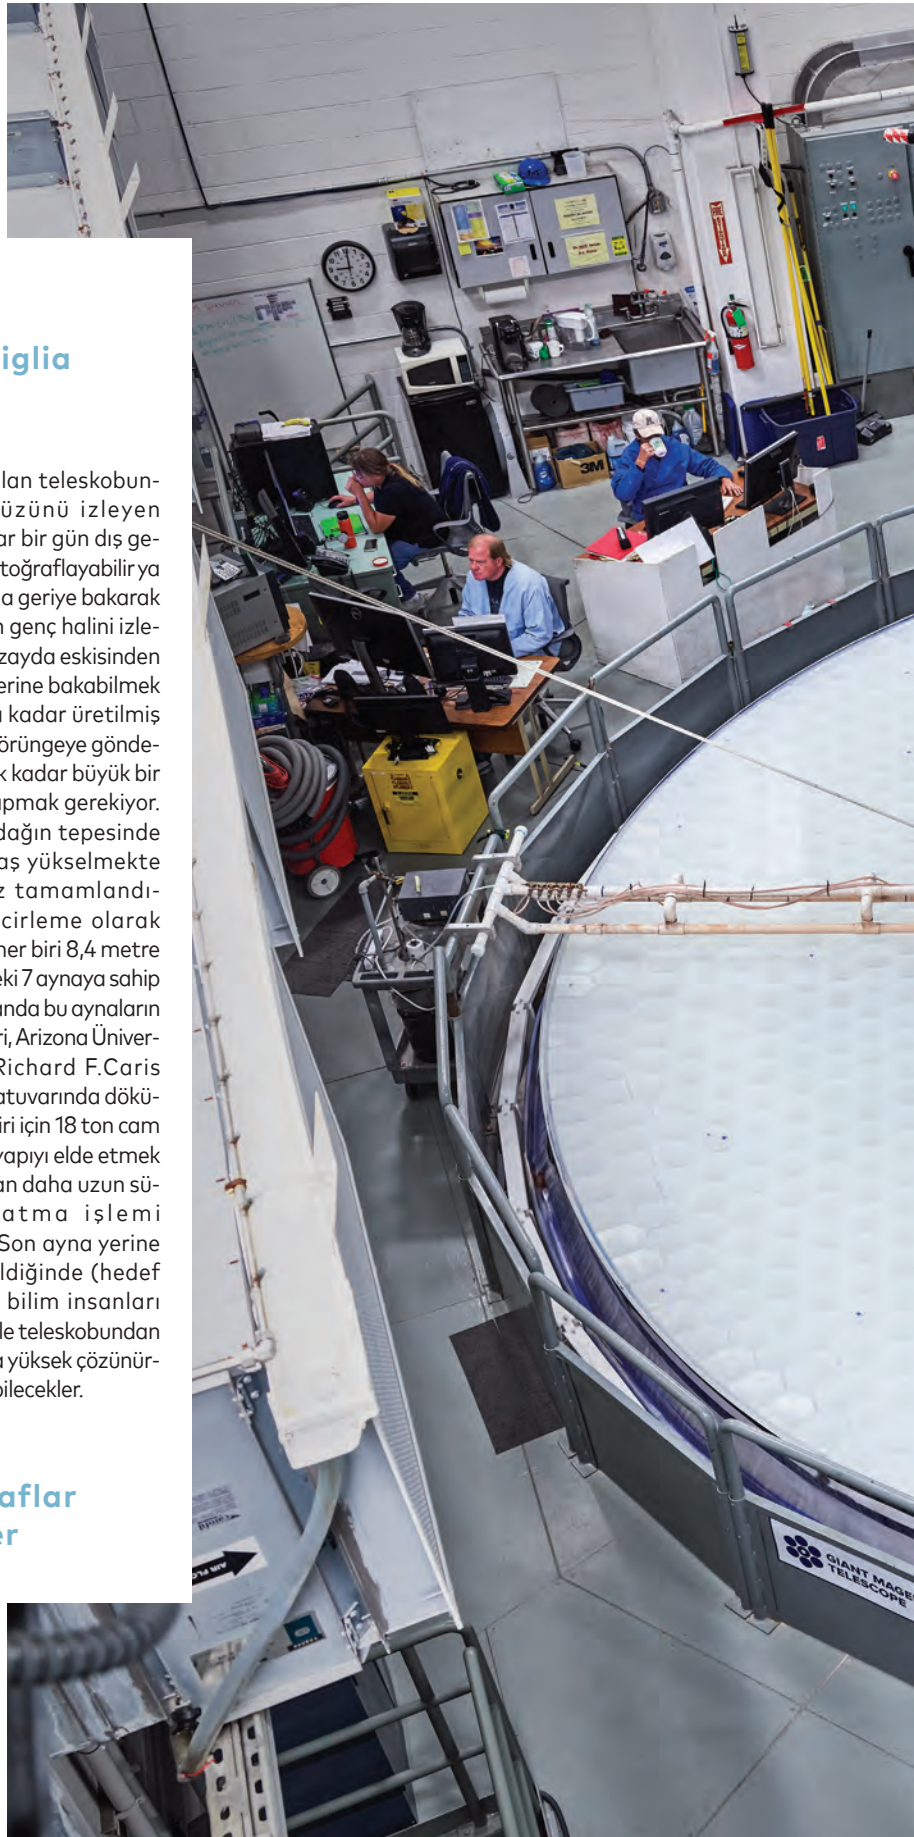 iglia
lan teleskobun-
üzünü izleyen
ar bir gün dış ge-
toğraflayabilir ya
a geriye bakarak
n genç halini izle-
zayda eskisinden
erine bakabilmek
kadar üretilmiş
örüngeye gönde-
k kadar büyük bir
pmak gerekiyor.
dağın tepesinde
aş yükselmekte
z tamamlandı-
cirleme olarak
her biri 8,4 metre
eki 7 aynaya sahip
anda bu aynaların
ri, Arizona Üniver-
Richard F.Caris
atuvarında dökü-
iri için 18 ton cam
yapıyı elde etmek
an daha uzun sü-
atma işlemi
Son ayna yerine
ldiğinde (hedef
bilim insanları
le teleskobundan
a yüksek çözünür-
bilecekler.
aflar
er
3M
AIR FLO
GIANT MAGE
TELESCOPE